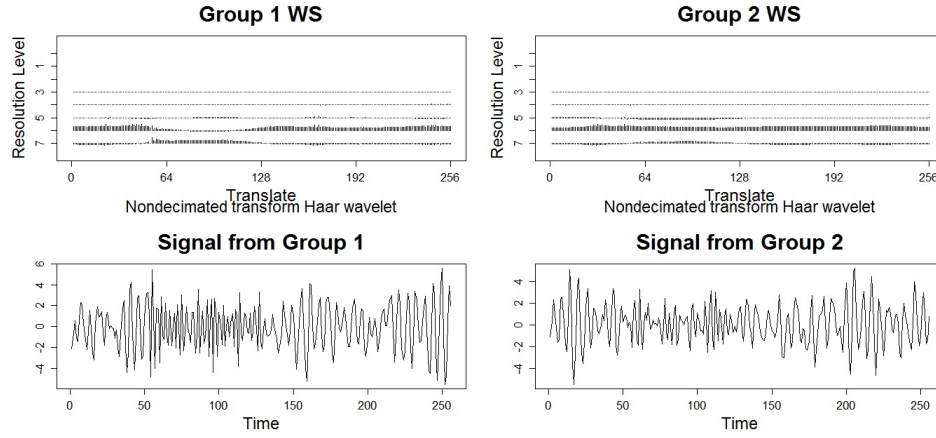 Group 1 WS
Resolution Level
1
3
5
7
0 64 128 192 256
Translate
Nondecimated transform Haar wavelet
Group 2 WS
Resolution Level
1
3
5
7
0 64 128 192 256
Translate
Nondecimated transform Haar wavelet
Signal from Group 1
6
4
2
0
-2
-4
0 50 100 150 200 250
Time
Signal from Group 2
4
2
0
-2
-4
0 50 100 150 200 250
Time